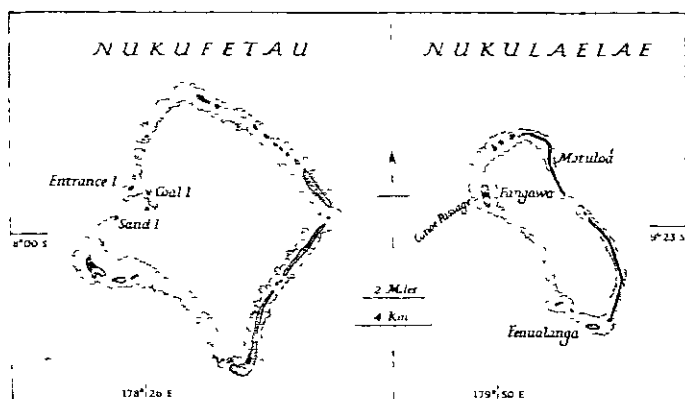 NUKUFETAU
NUKULAELAE
Entrance I
Coal I
Sand I
8° 00 S
Motuloa
Fangawa
Canoe Passage
9° 23 S
2 Miles
4 Km
Fenualanga
178° 26 E
179° 50 E